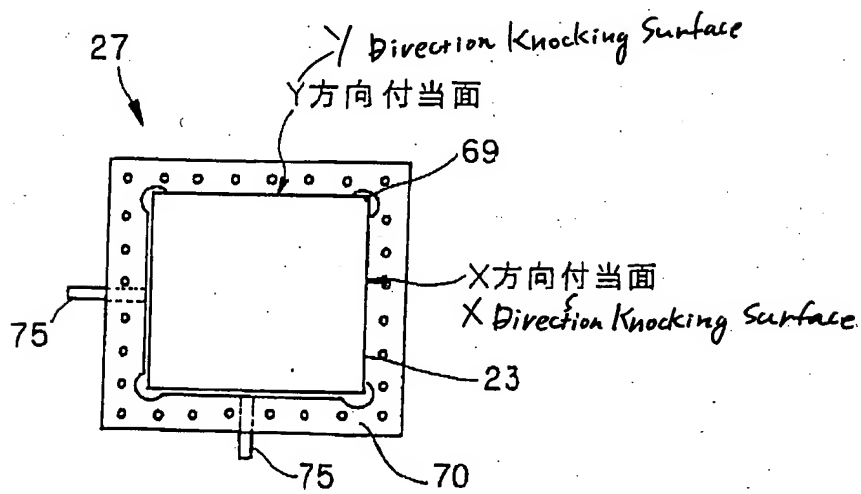 Y Direction Knocking Surface
27
Y方向付当面
69
X方向付当面
75
X Direction Knocking Surface
23
75
70